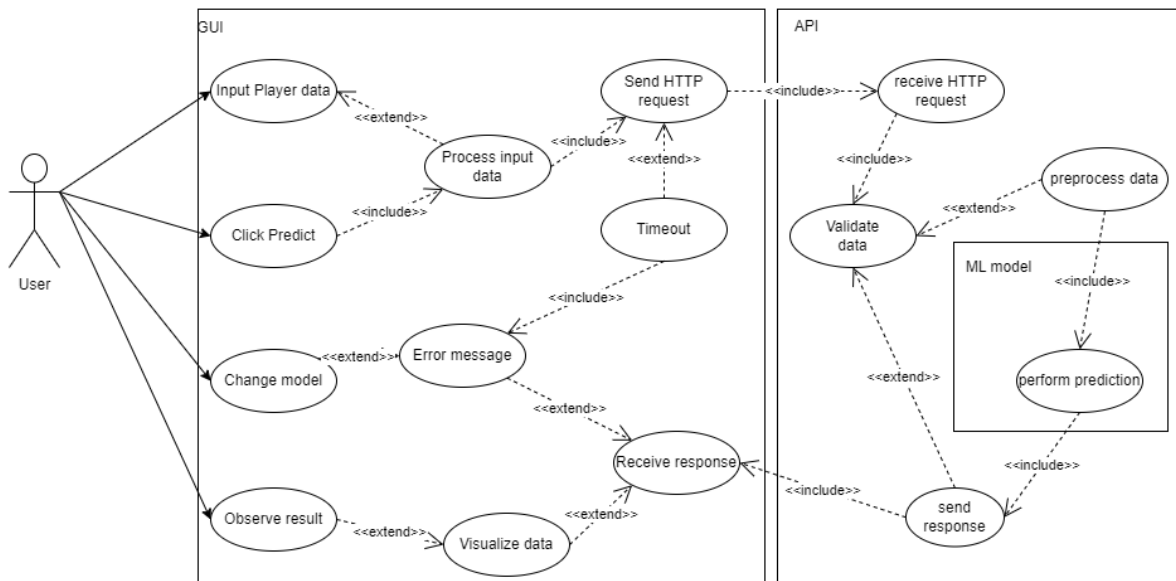 GUI
API
Input Player data
Send HTTP
request
<<include>>
receive HTTP
request
<<extend>>
Process input
data
<<include>>
<<extend>>
<<include>>
preprocess data
<<include>>
<<extend>>
Click Predict
Timeout
Validate
data
User
ML model
<<include>>
<<include>>
Change model
<<extend>>
Error message
<<extend>>
perform prediction
<<extend>>
Receive response
<<include>>
<<include>>
Observe result
<<extend>>
Visualize data
<<extend>>
send
response